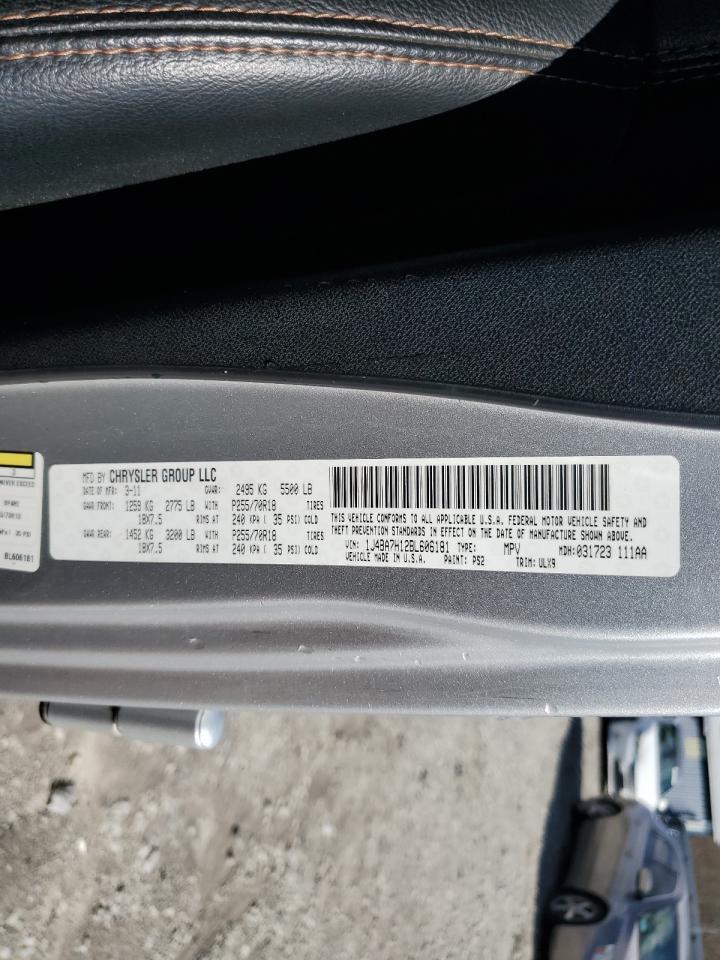 MFD BY CHRYSLER GROUP LLC
DATE OF MFR: 3-11 GVWR: 2495 KG 5500 LB
GAWR FRONT: 1259 KG 2775 LB WITH P255/70R18 TIRES
18X7.5 RIMS AT 240 KPA ( 35 PSI) COLD
GAWR REAR: 1452 KG 3200 LB WITH P255/70R18 TIRES
18X7.5 RIMS AT 240 KPA ( 35 PSI) COLD
THIS VEHICLE CONFORMS TO ALL APPLICABLE U.S.A. FEDERAL MOTOR VEHICLE SAFETY AND
THEFT PREVENTION STANDARDS IN EFFECT ON THE DATE OF MANUFACTURE SHOWN ABOVE.
VIN: 1J4BA7H12BL606181 TYPE: MPV MDH: 031723 111AA
VEHICLE MADE IN U.S.A. PAINT: PS2 TRIM: ULX9
NEVER EXCEED
BL606181